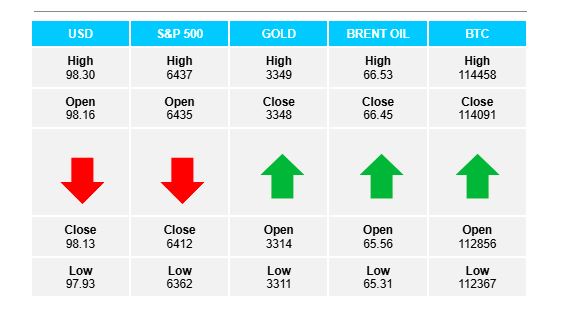 USD S&P 500 GOLD BRENT OIL BTC
High High High High High
98.30 6437 3349 66.53 114458
Open Open Close Close Close
98.16 6435 3348 66.45 114091
Close Close Open Open Open
98.13 6412 3314 65.56 112856
Low Low Low Low Low
97.93 6362 3311 65.31 112367